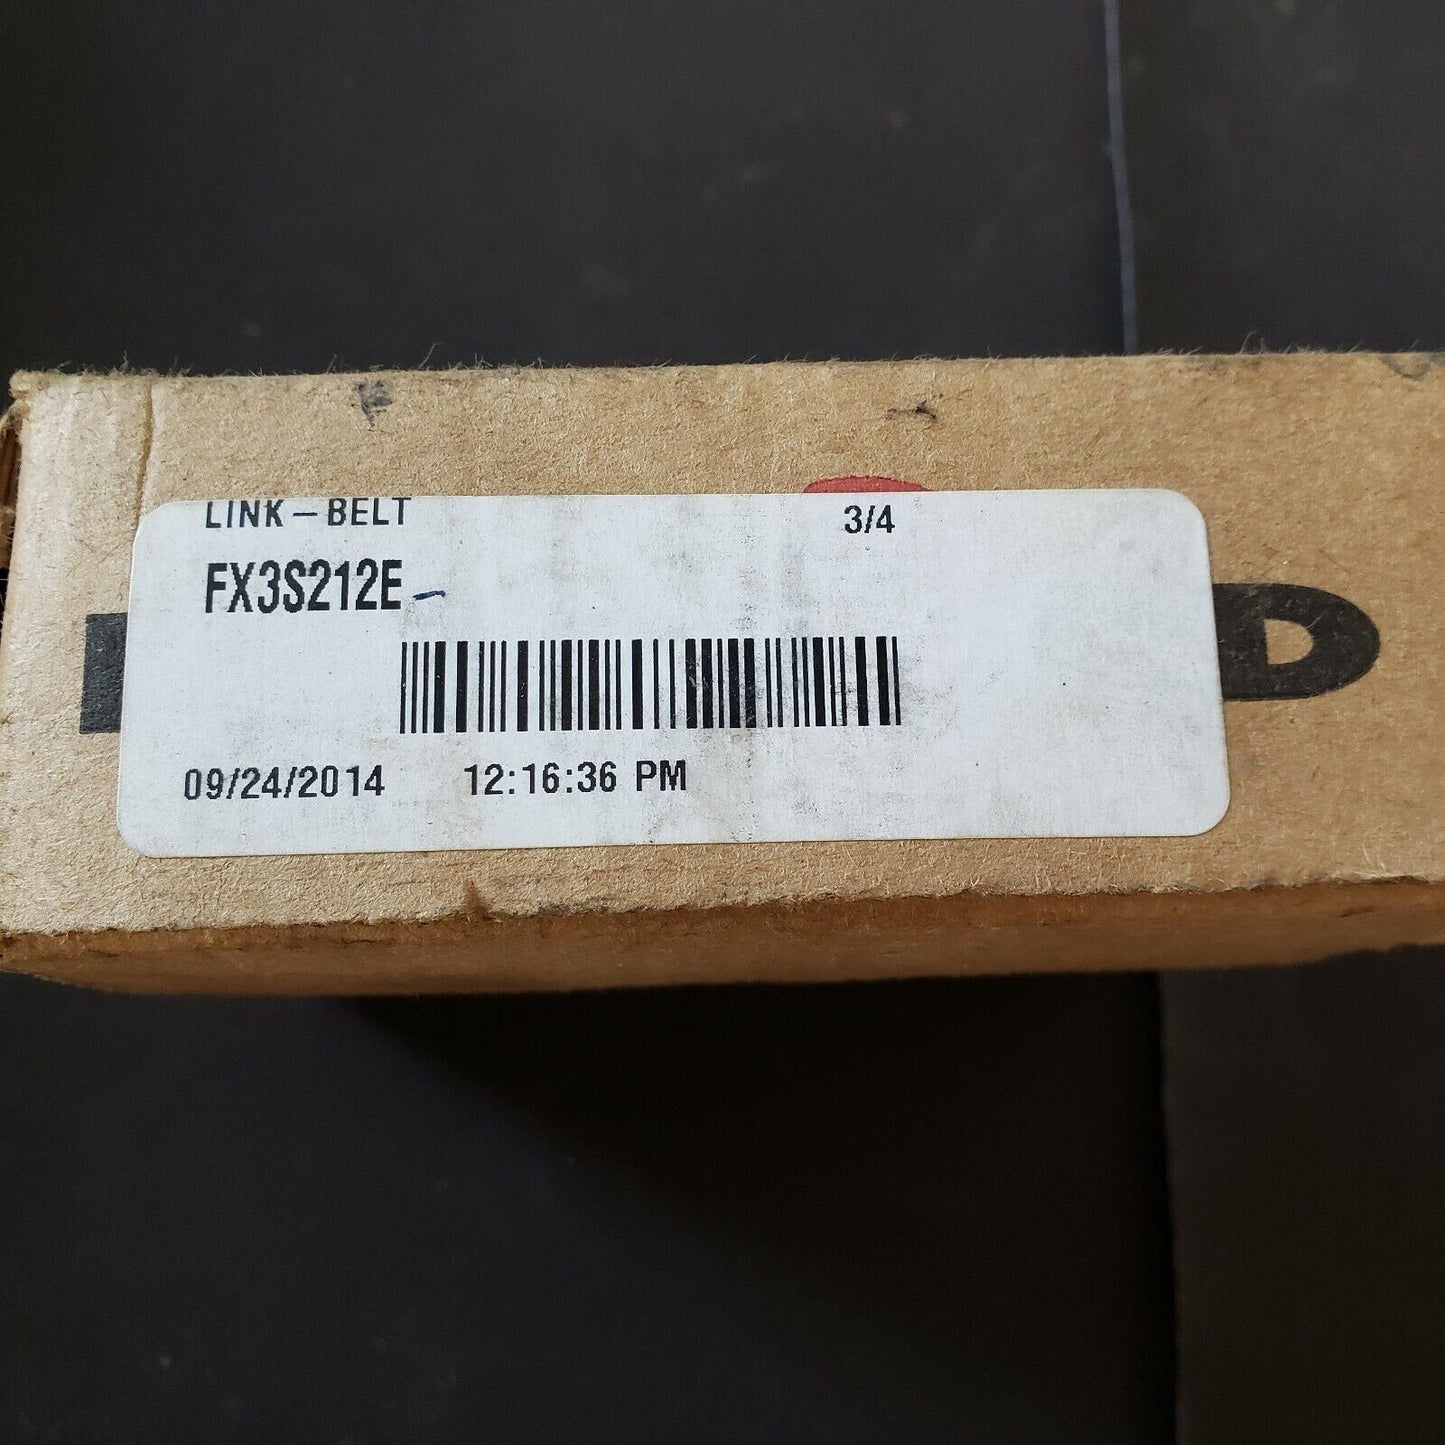 LINK-BELT 3/4
FX3S212E
D
09/24/2014 12:16:36 PM